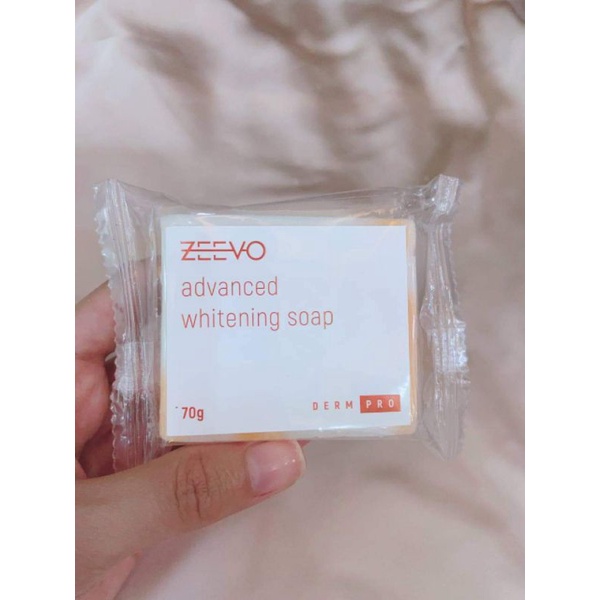 ZEEVO
advanced
whitening soap
70g
DERM PRO